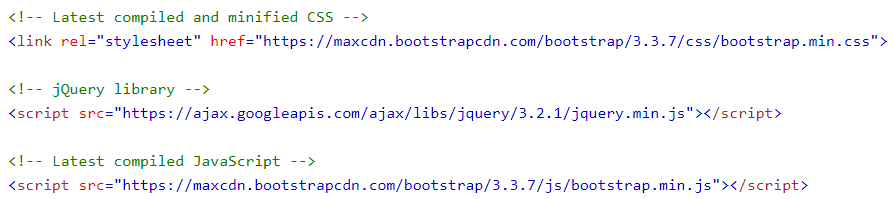 <!-- Latest compiled and minified CSS -->
<link rel="stylesheet" href="https://maxcdn.bootstrapcdn.com/bootstrap/3.3.7/css/bootstrap.min.css">
<!-- jQuery library -->
<script src="https://ajax.googleapis.com/ajax/libs/jquery/3.2.1/jquery.min.js"></script>
<!-- Latest compiled JavaScript -->
<script src="https://maxcdn.bootstrapcdn.com/bootstrap/3.3.7/js/bootstrap.min.js"></script>